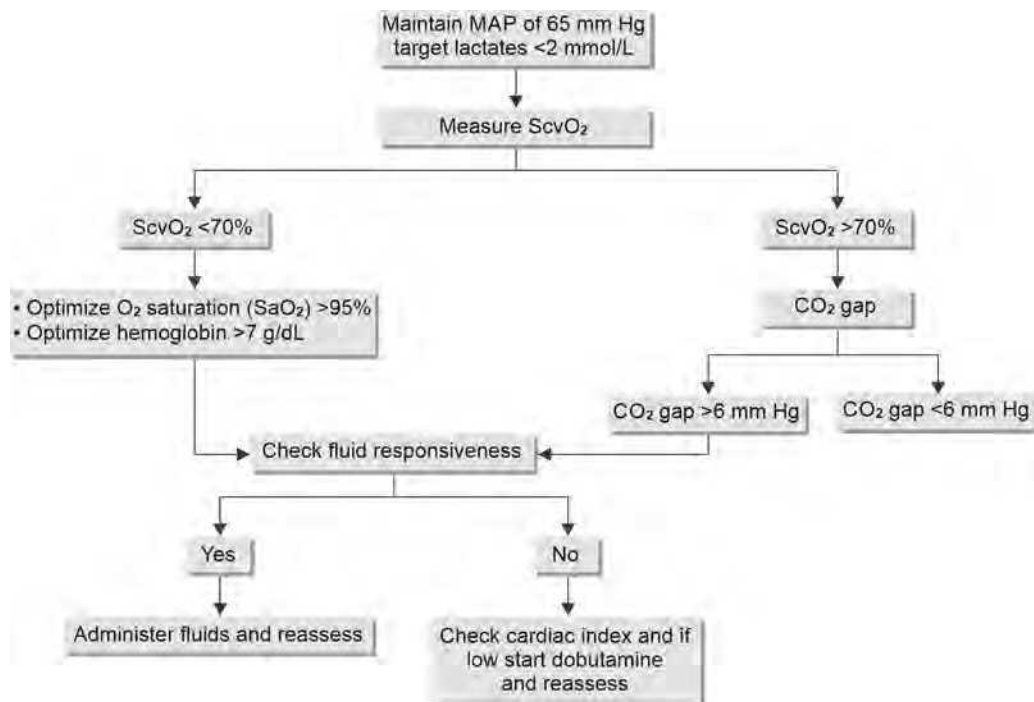 Maintain MAP of 65 mm Hg
target lactates <2 mmol/L
Measure ScvO₂
ScvO₂ <70%
ScvO₂ >70%
• Optimize O₂ saturation (SaO₂) >95%
• Optimize hemoglobin >7 g/dL
CO₂ gap
CO₂ gap >6 mm Hg
CO₂ gap <6 mm Hg
Check fluid responsiveness
Yes
No
Administer fluids and reassess
Check cardiac index and if
low start dobutamine
and reassess